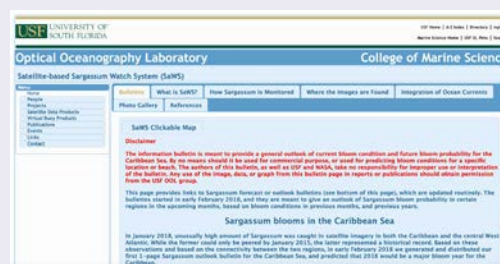 USF UNIVERSITY OF
SOUTH FLORIDA
USF Home | A-Z Index | Directory |
Marine Science Home | USF St. Pete |
Optical Oceanography Laboratory
College of Marine Scienc
Satellite-based Sargassum Watch System (SaWS)
Menu
Home
People
Projects
Satellite Data Products
Virtual Buoy Products
Publications
Events
Links
Contact
Bulletins
What is SaWS?
How Sargassum is Monitored
Where the Images are Found
Integration of Ocean Currents
Photo Gallery
References
SaWS Clickable Map
Disclaimer
The information bulletin is meant to provide a general outlook of current bloom condition and future bloom probability for the
Caribbean Sea. By no means should it be used for commercial purpose, or used for predicting bloom conditions for a specific
location or beach. The authors of this bulletin, as well as USF and NASA, take no responsibility for improper use or interpretation
of the bulletin. Any use of the image, data, or graph from this bulletin page in reports or publications should obtain permission
from the USF OOL group.
This page provides links to Sargassum forecast or outlook bulletins (see bottom of this page), which are updated routinely. The
bulletins started in early February 2018, and they are meant to give an outlook of Sargassum bloom probability in certain
regions in the upcoming months, based on bloom conditions in previous months, and previous years.
Sargassum blooms in the Caribbean Sea
In January 2018, unusually high amount of Sargassum was caught in satellite imagery in both the Caribbean and the central West
Atlantic. While the former could only be peered by January 2015, the latter represented a historical record. Based on these
observations and based on the connectivity between the two regions, in early February 2018 we generated and distributed our
first 1-page Sargassum outlook bulletin for the Caribbean Sea, and predicted that 2018 would be a major bloom year for the
Caribbean.